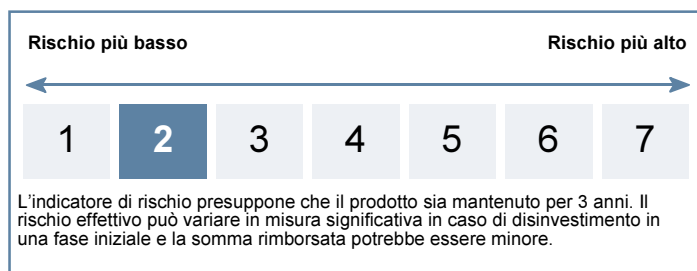 Rischio più basso Rischio più alto
1 2 3 4 5 6 7
L'indicatore di rischio presuppone che il prodotto sia mantenuto per 3 anni. Il
rischio effettivo può variare in misura significativa in caso di disinvestimento in
una fase iniziale e la somma rimborsata potrebbe essere minore.